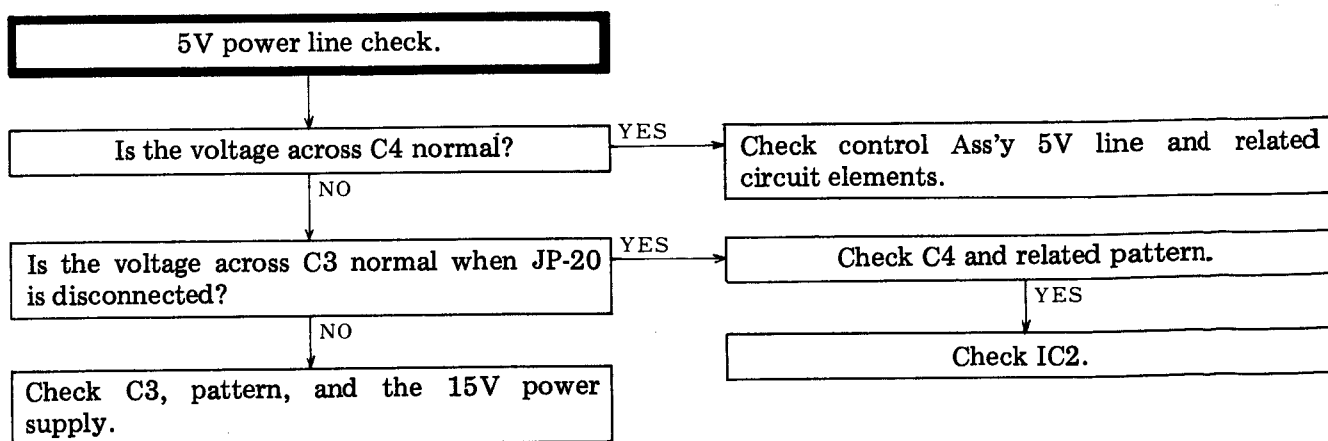 5V power line check.
Is the voltage across C4 normal?
YES
Check control Ass'y 5V line and related
circuit elements.
NO
Is the voltage across C3 normal when JP-20
is disconnected?
YES
Check C4 and related pattern.
YES
Check IC2.
NO
Check C3, pattern, and the 15V power
supply.